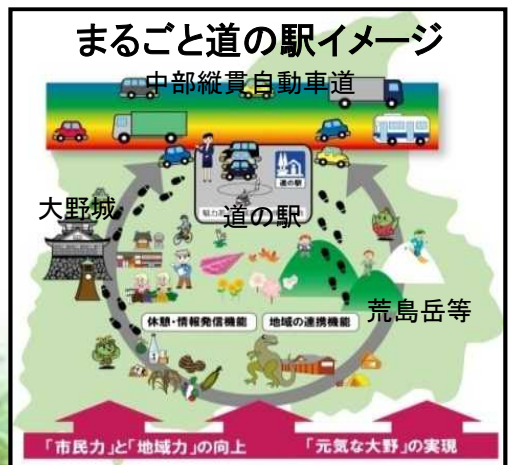 まるごと道の駅イメージ
中部縦貫自動車道
道の駅
大野城
道の駅
荒島岳等
休憩・情報発信機能
地域の連携機能
「市民力」と「地域力」の向上
「元気な大野」の実現